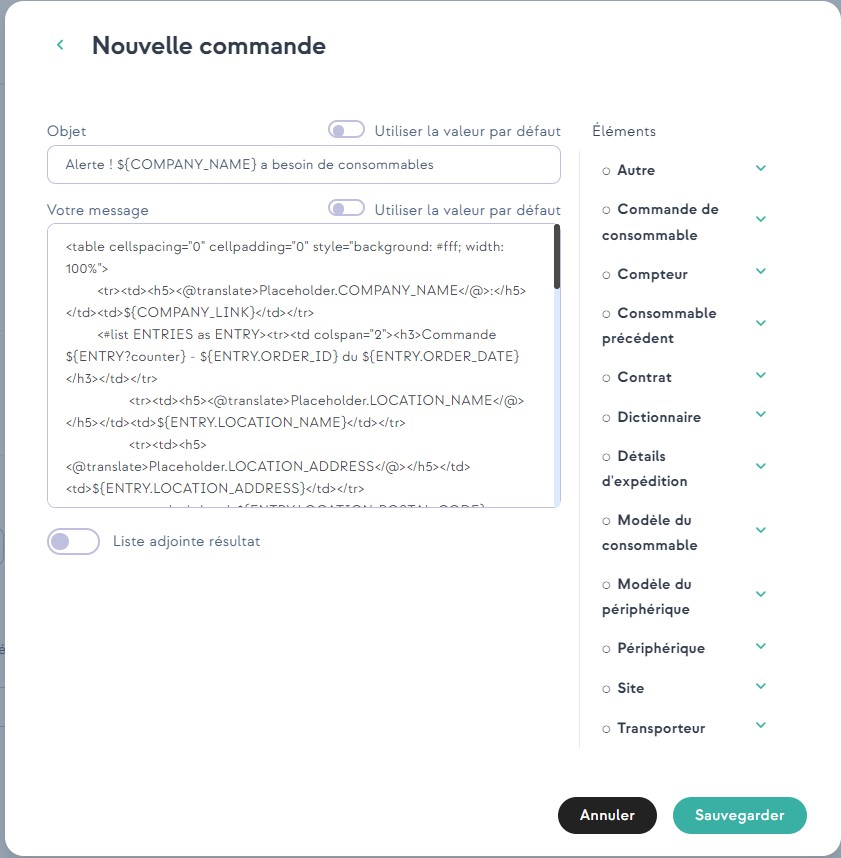 Nouvelle commande
Objet
Utiliser la valeur par défaut
Alerte ! ${COMPANY_NAME} a besoin de consommables
Votre message
Utiliser la valeur par défaut
<table cellspacing="0" cellpadding="0" style="background: #fff; width:
100%">
<tr><td><h5><@translate>Placeholder.COMPANY_NAME</@>:</h5>
</td><td>${COMPANY_LINK}</td></tr>
<#list ENTRIES as ENTRY><tr><td colspan="2"><h3>Commande
${ENTRY?counter} - ${ENTRY.ORDER_ID} du ${ENTRY.ORDER_DATE}
</h3></td></tr>
<tr><td><h5><@translate>Placeholder.LOCATION_NAME</@>
</h5></td><td>${ENTRY.LOCATION_NAME}</td></tr>
<tr><td><h5>
<@translate>Placeholder.LOCATION_ADDRESS</@></h5></td>
<td>${ENTRY.LOCATION_ADDRESS}</td></tr>
Liste adjointe résultat
Éléments
Autre
Commande de
consommable
Compteur
Consommable
précédent
Contrat
Dictionnaire
Détails
d'expédition
Modèle du
consommable
Modèle du
périphérique
Périphérique
Site
Transporteur
Annuler
Sauvegarder